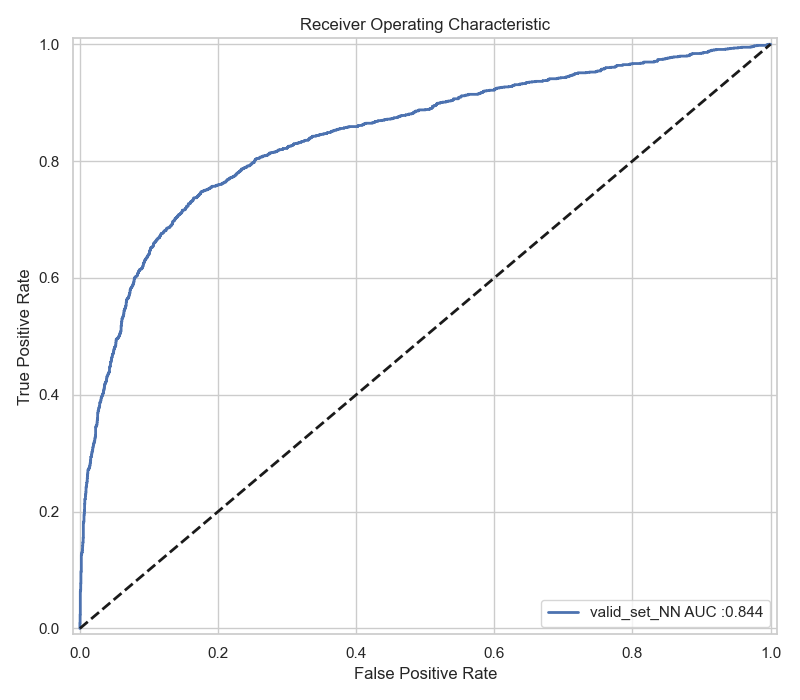 Receiver Operating Characteristic
1.0
0.8
0.6
0.4
0.2
0.0
True Positive Rate
valid_set_NN AUC :0.844
0.0 0.2 0.4 0.6 0.8 1.0
False Positive Rate